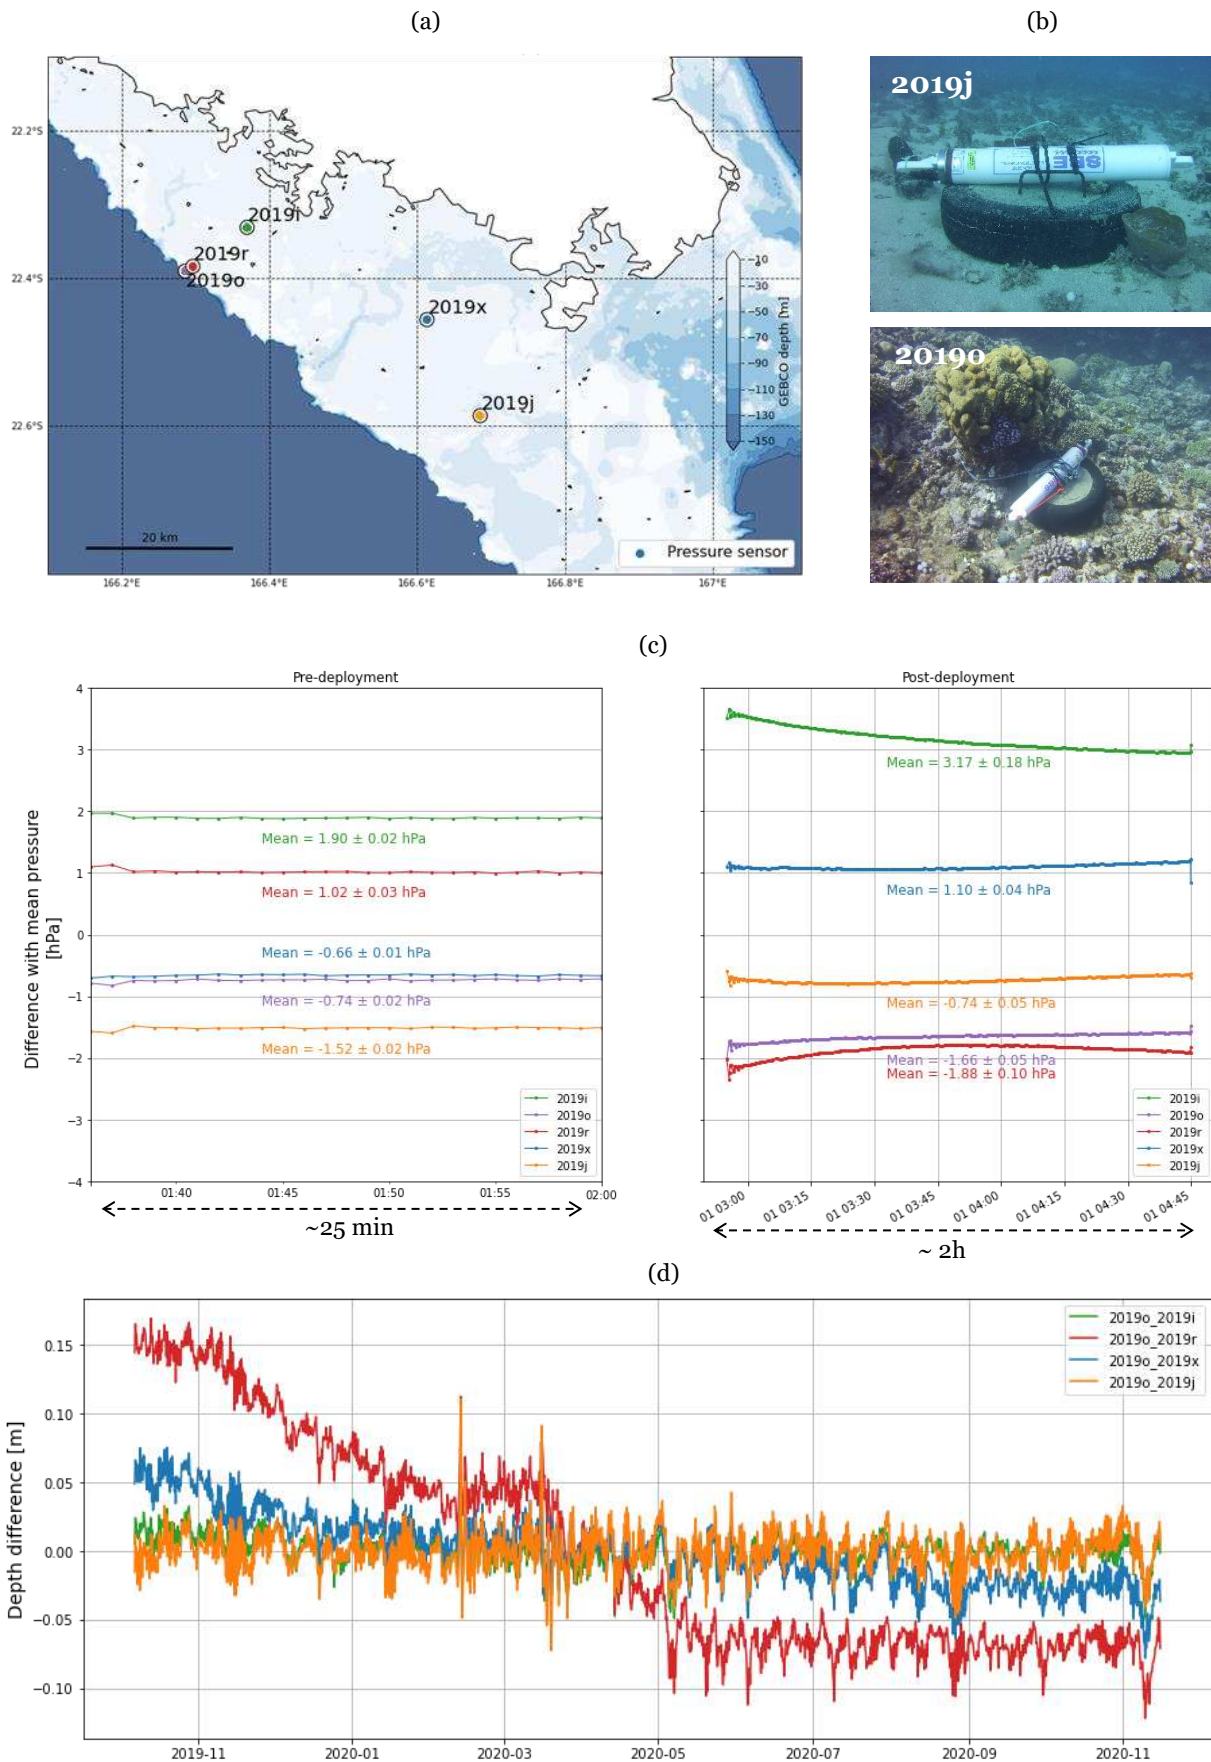 (a)
(b)
22.2°S
22.4°S
22.6°S
2019i
2019r
2019o
2019x
2019j
−10
−30
−50
−70
−90
−110
−130
−150
GEBCO depth [m]
20 km
Pressure sensor
166.2°E
166.4°E
166.6°E
166.8°E
167°E
2019j
SBE
2019o
(c)
Pre-deployment
Difference with mean pressure
[hPa]
4
3
2
1
0
−1
−2
−3
−4
Mean = 1.90 ± 0.02 hPa
Mean = 1.02 ± 0.03 hPa
Mean = -0.66 ± 0.01 hPa
Mean = -0.74 ± 0.02 hPa
Mean = -1.52 ± 0.02 hPa
2019i
2019o
2019r
2019x
2019j
01:40
01:45
01:50
01:55
02:00
~25 min
Post-deployment
Mean = 3.17 ± 0.18 hPa
Mean = 1.10 ± 0.04 hPa
Mean = -0.74 ± 0.05 hPa
Mean = -1.66 ± 0.05 hPa
Mean = -1.88 ± 0.10 hPa
2019i
2019o
2019r
2019x
2019j
01 03:00
01 03:15
01 03:30
01 03:45
01 04:00
01 04:15
01 04:30
01 04:45
~ 2h
(d)
Depth difference [m]
0.15
0.10
0.05
0.00
−0.05
−0.10
2019o_2019i
2019o_2019r
2019o_2019x
2019o_2019j
2019-11
2020-01
2020-03
2020-05
2020-07
2020-09
2020-11